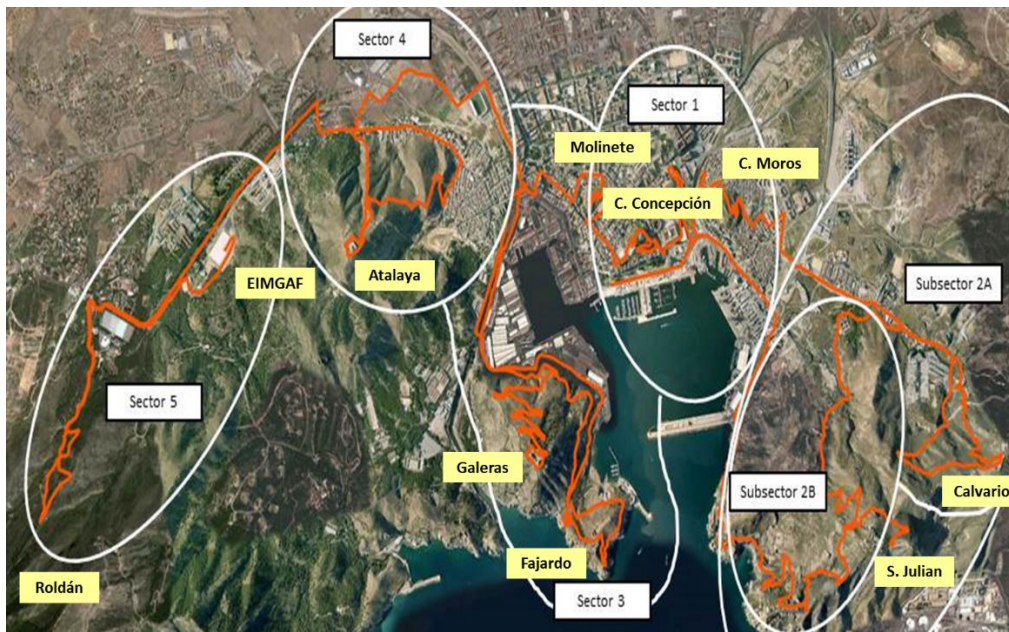 Sector 4
Sector 1
Molinete
C. Moros
C. Concepción
Atalaya
EIMGAF
Subsector 2A
Sector 5
Galeras
Subsector 2B
Calvario
Fajardo
S. Julian
Roldán
Sector 3